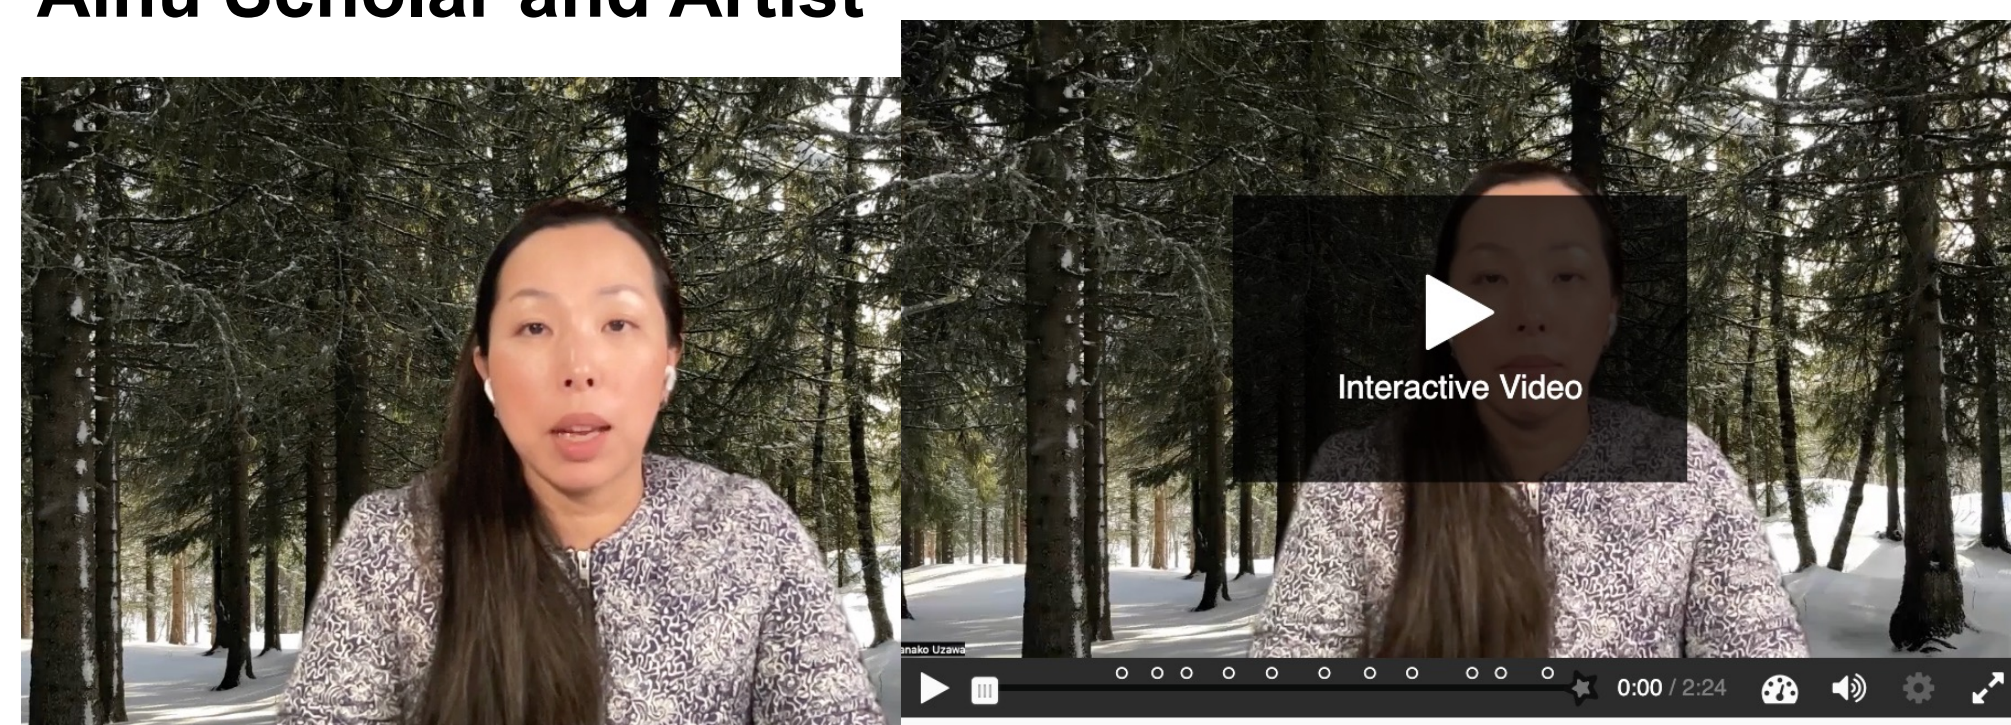 Ainu Scholar and Artist
Interactive Video
anako Uzawa
0:00 / 2:24